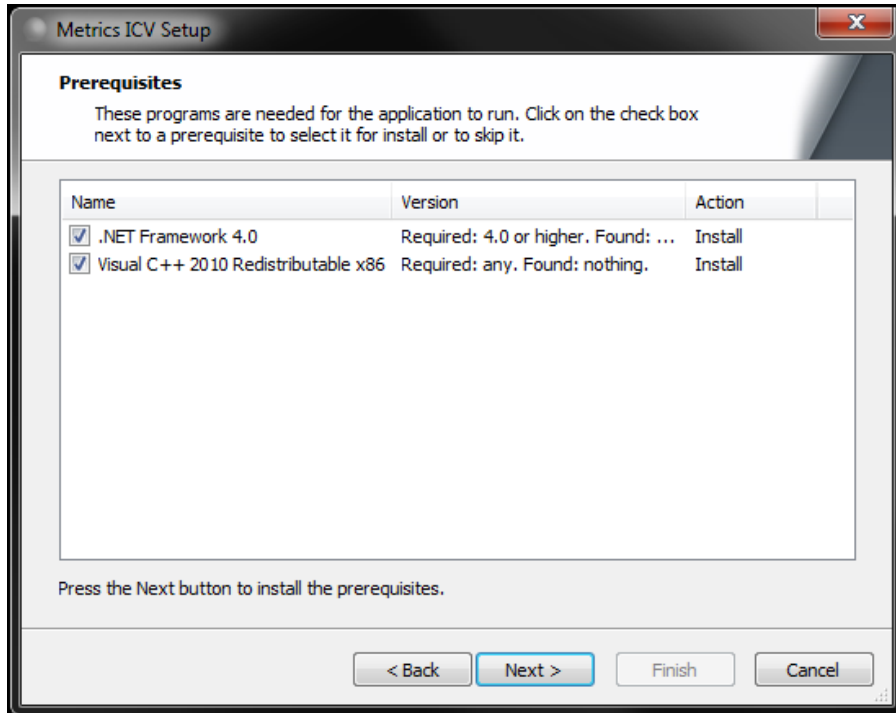 Metrics ICV Setup
Prerequisites
These programs are needed for the application to run. Click on the check box
next to a prerequisite to select it for install or to skip it.
Name Version Action
.NET Framework 4.0 Required: 4.0 or higher. Found: ... Install
Visual C++ 2010 Redistributable x86 Required: any. Found: nothing. Install
Press the Next button to install the prerequisites.
< Back Next > Finish Cancel